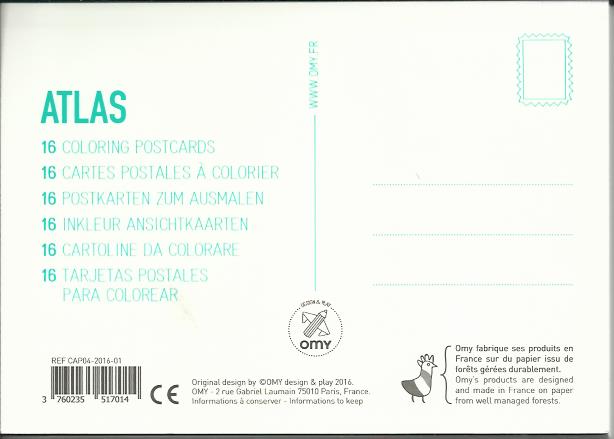 ATLAS
16 COLORING POSTCARDS
16 CARTES POSTALES À COLORIER
16 POSTKARTEN ZUM AUSMALEN
16 INKLEUR ANSICHTKAARTEN
16 CARTOLINE DA COLORARE
16 TARJETAS POSTALES
PARA COLOREAR
WWW.OMY.FR
DESIGN & PLAY
OMY
REF CAP04-2016-01
3 760235 517014
CE
Original design by ©OMY design & play 2016.
OMY - 2 rue Gabriel Laumain 75010 Paris, France.
Informations à conserver - Informations to keep
Omy fabrique ses produits en
France sur du papier issu de
forêts gérées durablement.
Omy's products are designed
and made in France on paper
from well managed forests.